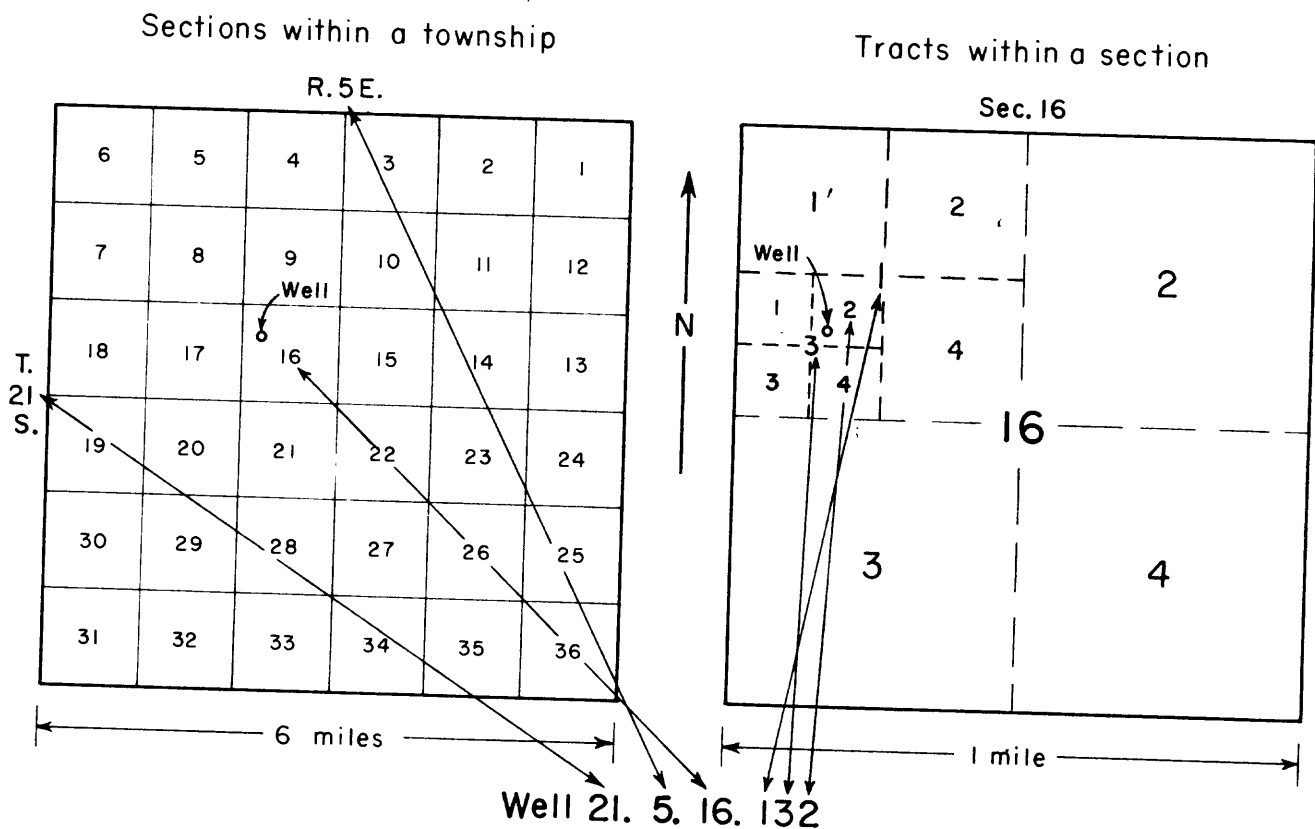 Sections within a township
R. 5 E.
6 5 4 3 2 1
7 8 9 10 11 12
Well
18 17 16 15 14 13
T.
21
S.
19 20 21 22 23 24
30 29 28 27 26 25
31 32 33 34 35 36
6 miles
N
Tracts within a section
Sec. 16
1' 2
Well
2
1 2
3 4
3 4
16
3 4
1 mile
Well 21. 5. 16. 132